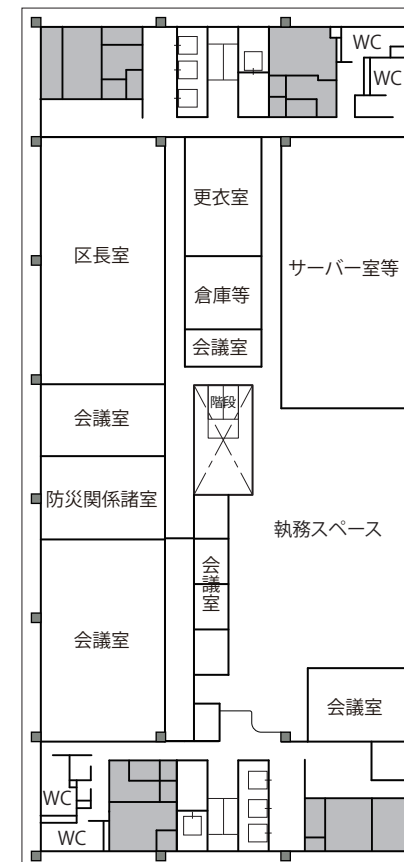 WC
WC
更衣室
区長室
サーバー室等
倉庫等
会議室
階段
会議室
防災関係諸室
執務スペース
会議室
会議室
会議室
WC
WC